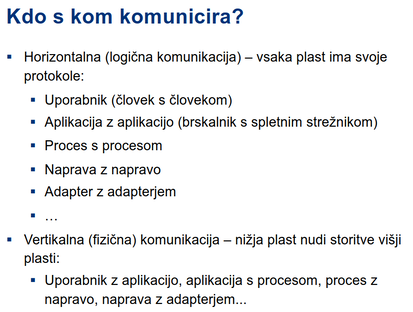 Kdo s kom komunicira?
▪ Horizontalna (logična komunikacija) – vsaka plast ima svoje
protokole:
▪ Uporabnik (človek s človekom)
▪ Aplikacija z aplikacijo (brskalnik s spletnim strežnikom)
▪ Proces s procesom
▪ Naprava z napravo
▪ Adapter z adapterjem
▪ …
▪ Vertikalna (fizična) komunikacija – nižja plast nudi storitve višji
plasti:
▪ Uporabnik z aplikacijo, aplikacija s procesom, proces z
napravo, naprava z adapterjem...